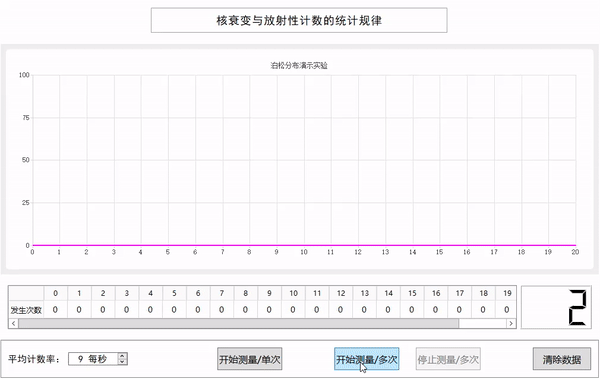 核衰变与放射性计数的统计规律
泊松分布演示实验
100
75
50
25
0
0 1 2 3 4 5 6 7 8 9 10 11 12 13 14 15 16 17 18 19 20
0 1 2 3 4 5 6 7 8 9 10 11 12 13 14 15 16 17 18 19
发生次数 0 0 0 0 0 0 0 0 0 0 0 0 0 0 0 0 0 0 0 0
2
平均计数率： 9 每秒 开始测量/单次 开始测量/多次 停止测量/多次 清除数据